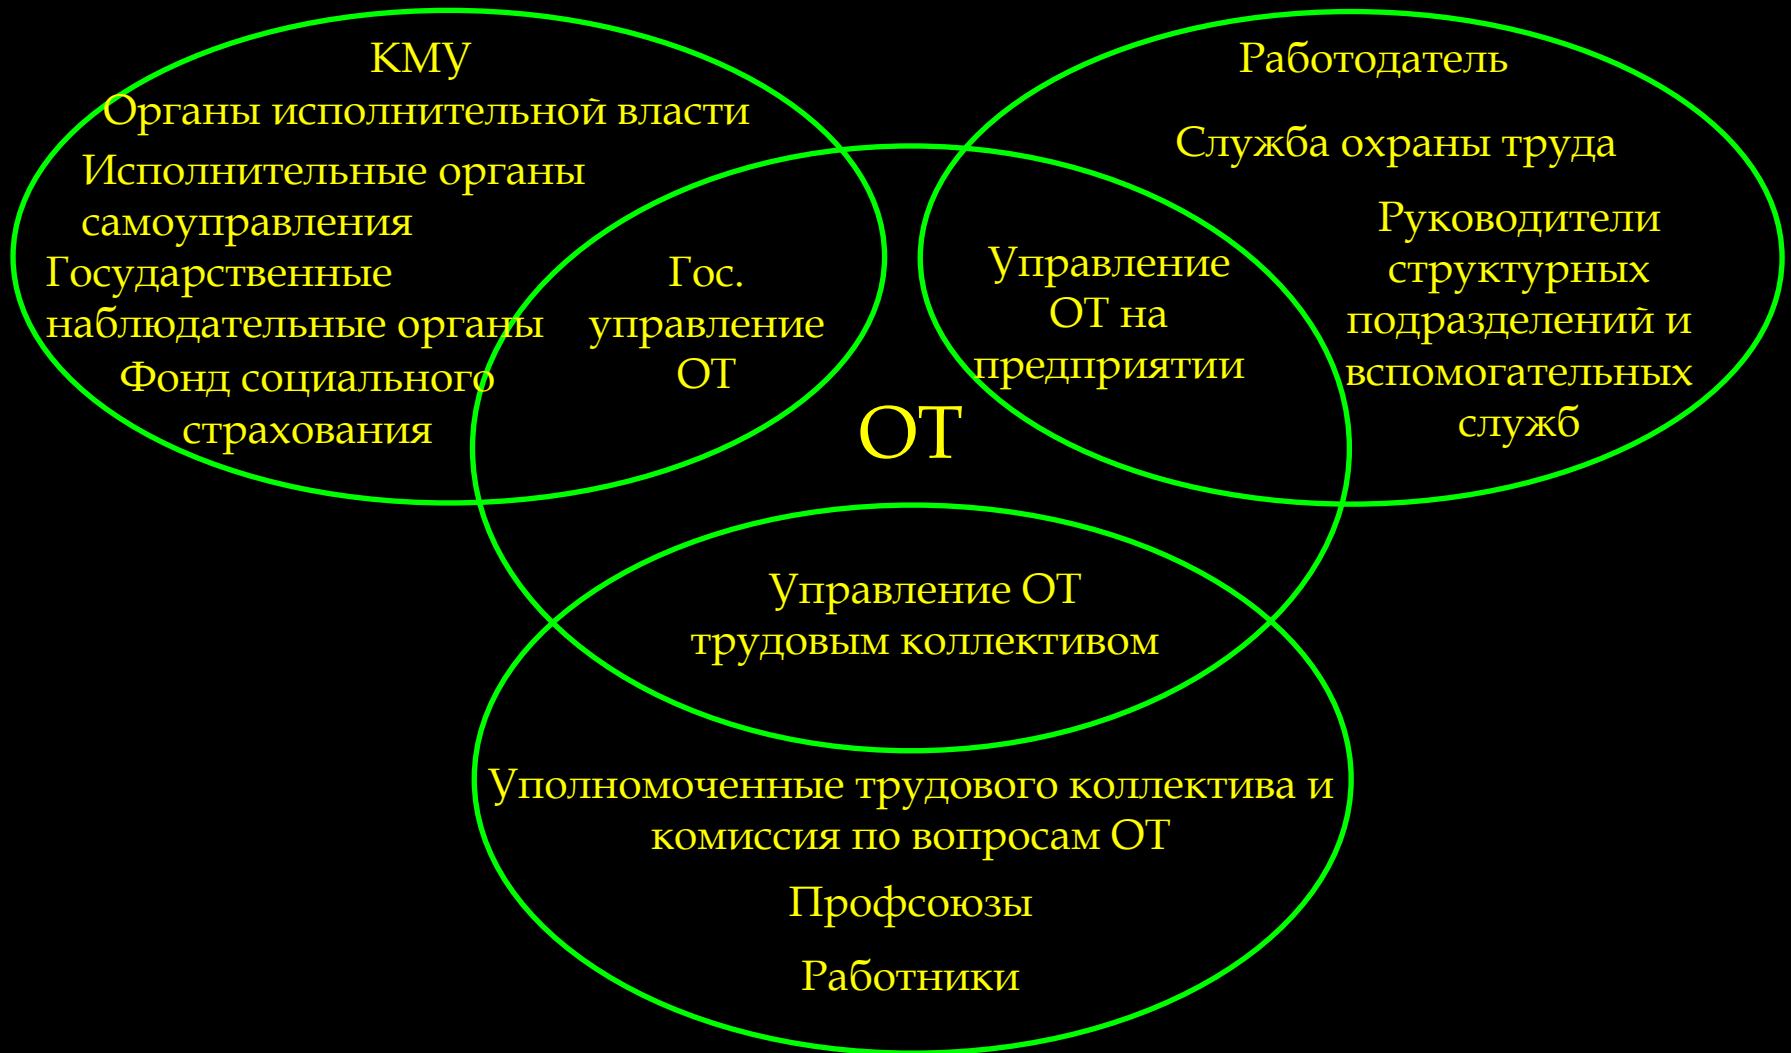 КМУ
Органы исполнительной власти
Исполнительные органы
самоуправления
Государственные
наблюдательные органы
Фонд социального
страхования
Гос.
управление
ОТ
Работодатель
Служба охраны труда
Руководители
структурных
подразделений и
вспомогательных
служб
Управление
ОТ на
предприятии
ОТ
Управление ОТ
трудовым коллективом
Уполномоченные трудового коллектива и
комиссия по вопросам ОТ
Профсоюзы
Работники